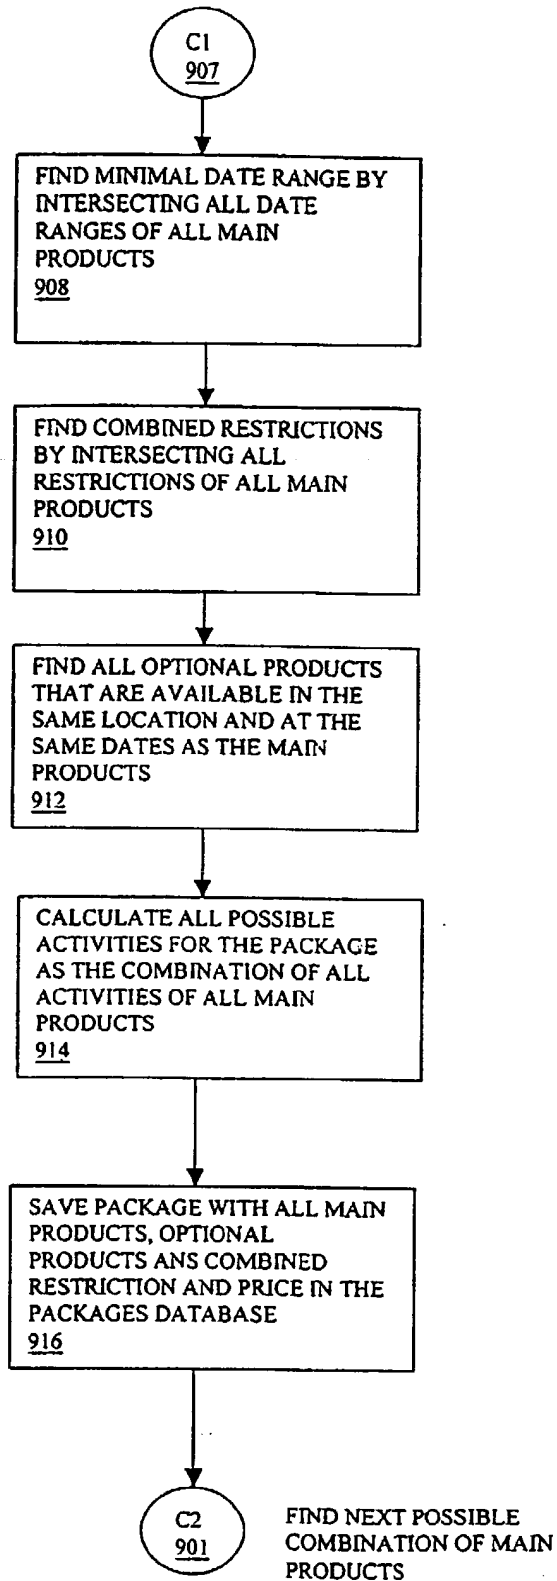 C1
907
FIND MINIMAL DATE RANGE BY
INTERSECTING ALL DATE
RANGES OF ALL MAIN
PRODUCTS
908
FIND COMBINED RESTRICTIONS
BY INTERSECTING ALL
RESTRICTIONS OF ALL MAIN
PRODUCTS
910
FIND ALL OPTIONAL PRODUCTS
THAT ARE AVAILABLE IN THE
SAME LOCATION AND AT THE
SAME DATES AS THE MAIN
PRODUCTS
912
CALCULATE ALL POSSIBLE
ACTIVITIES FOR THE PACKAGE
AS THE COMBINATION OF ALL
ACTIVITIES OF ALL MAIN
PRODUCTS
914
SAVE PACKAGE WITH ALL MAIN
PRODUCTS, OPTIONAL
PRODUCTS ANS COMBINED
RESTRICTION AND PRICE IN THE
PACKAGES DATABASE
916
C2
901
FIND NEXT POSSIBLE
COMBINATION OF MAIN
PRODUCTS